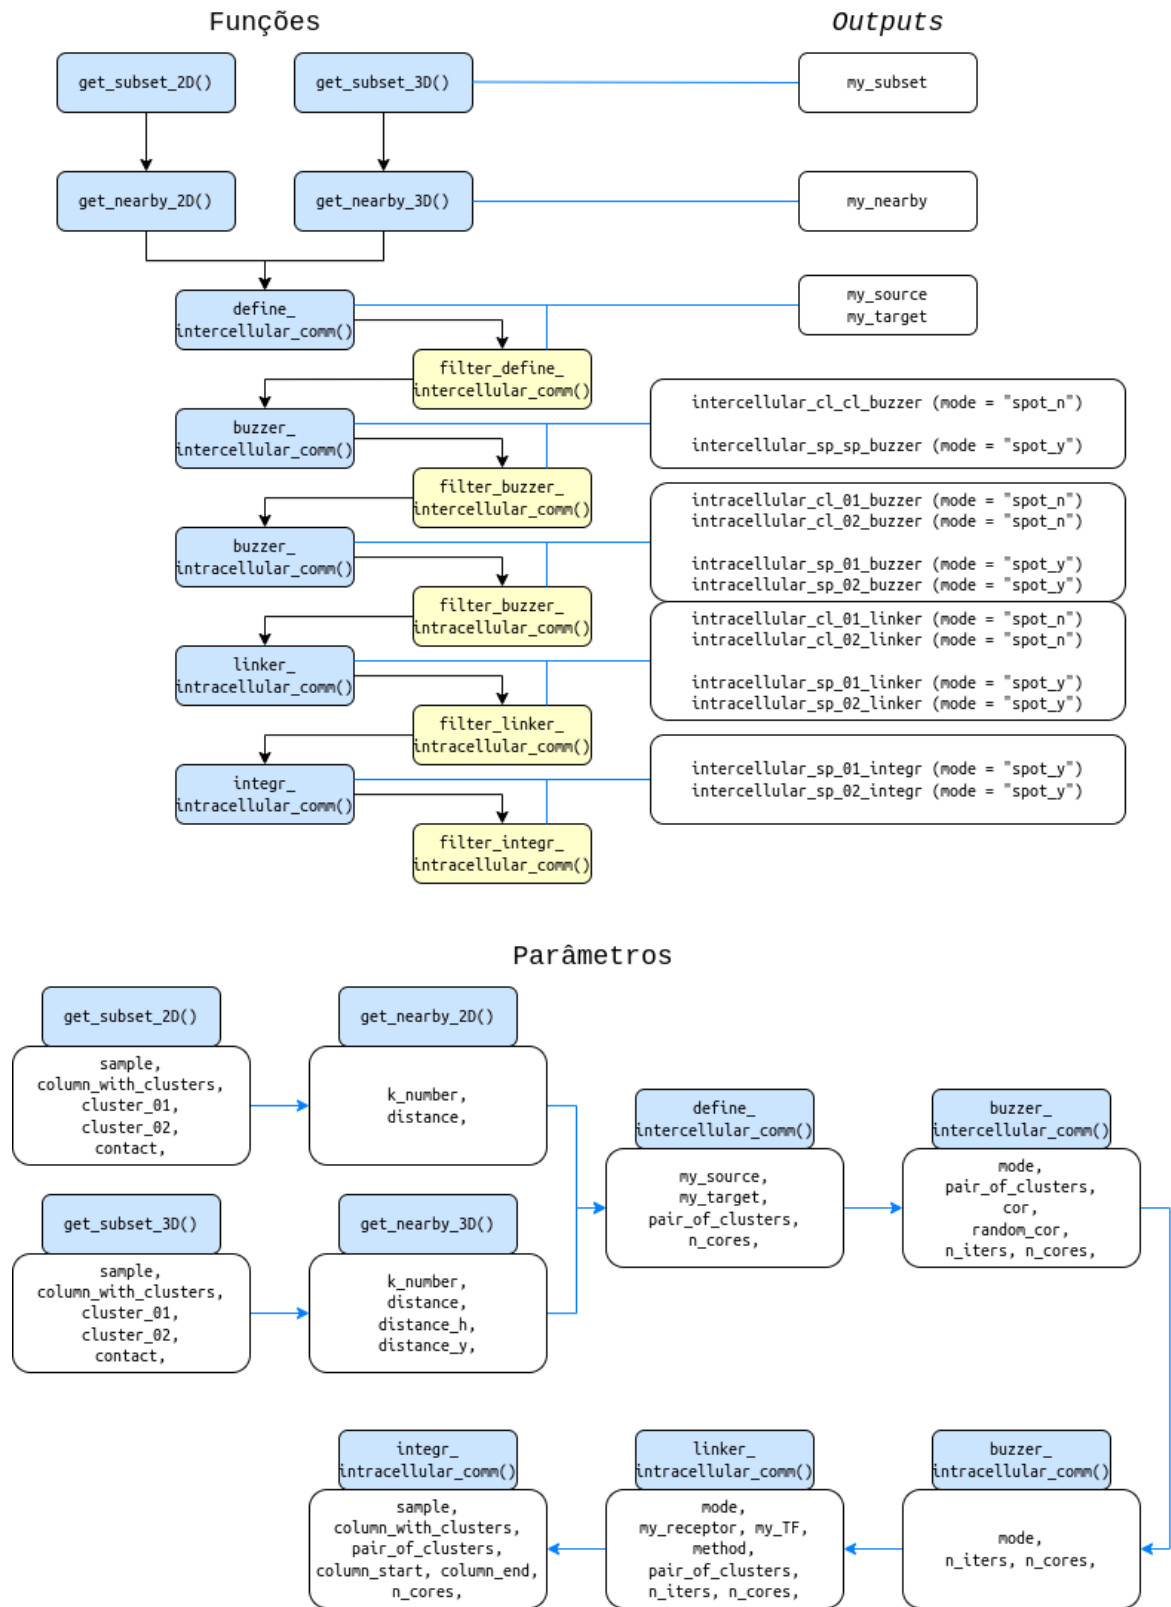 Funções
Outputs
get_subset_2D()
get_subset_3D()
my_subset
get_nearby_2D()
get_nearby_3D()
my_nearby
define_
intercellular_comm()
my_source
my_target
filter_define_
intercellular_comm()
buzzer_
intercellular_comm()
intercellular_cl_cl_buzzer (mode = "spot_n")
intercellular_sp_sp_buzzer (mode = "spot_y")
filter_buzzer_
intercellular_comm()
buzzer_
intracellular_comm()
intracellular_cl_01_buzzer (mode = "spot_n")
intracellular_cl_02_buzzer (mode = "spot_n")
intracellular_sp_01_buzzer (mode = "spot_y")
intracellular_sp_02_buzzer (mode = "spot_y")
filter_buzzer_
intracellular_comm()
linker_
intracellular_comm()
intracellular_cl_01_linker (mode = "spot_n")
intracellular_cl_02_linker (mode = "spot_n")
intracellular_sp_01_linker (mode = "spot_y")
intracellular_sp_02_linker (mode = "spot_y")
filter_linker_
intracellular_comm()
integr_
intracellular_comm()
intercellular_sp_01_integr (mode = "spot_y")
intercellular_sp_02_integr (mode = "spot_y")
filter_integr_
intracellular_comm()
Parâmetros
get_subset_2D()
sample,
column_with_clusters,
cluster_01,
cluster_02,
contact,
get_nearby_2D()
k_number,
distance,
get_subset_3D()
sample,
column_with_clusters,
cluster_01,
cluster_02,
contact,
get_nearby_3D()
k_number,
distance,
distance_h,
distance_y,
define_
intercellular_comm()
my_source,
my_target,
pair_of_clusters,
n_cores,
buzzer_
intercellular_comm()
mode,
pair_of_clusters,
cor,
random_cor,
n_iters, n_cores,
integr_
intracellular_comm()
sample,
column_with_clusters,
pair_of_clusters,
column_start, column_end,
n_cores,
linker_
intracellular_comm()
mode,
my_receptor, my_TF,
method,
pair_of_clusters,
n_iters, n_cores,
buzzer_
intracellular_comm()
mode,
n_iters, n_cores,